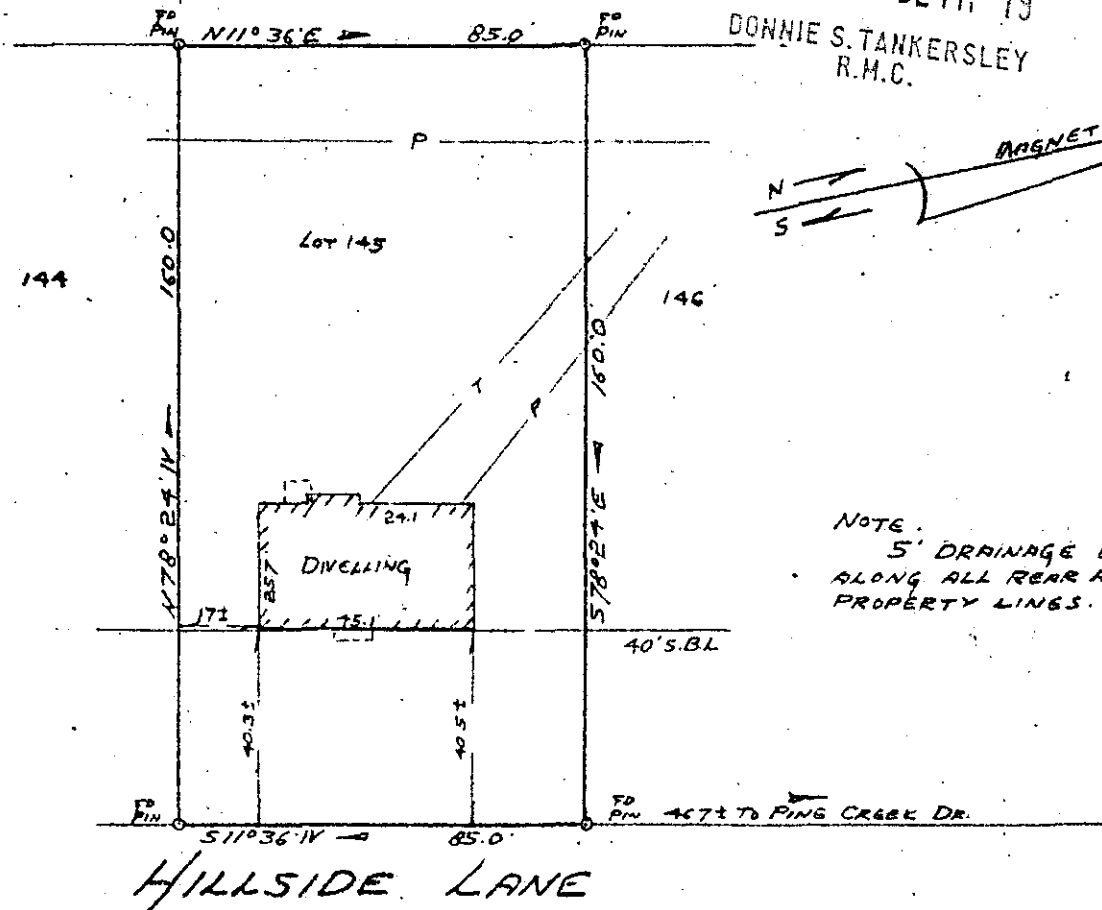 FD PIN
N11°36'E
85.0'
FD PIN
DONNIE S. TANKERSLEY
R.M.C.
P
MAGNET
N
S
LOT 145
144
160.0
146
T
P
160.0
N78°24'W
S78°24'E
24.1
DWELLING
25.7
17±
45.1
40' S.B.L
NOTE.
5' DRAINAGE
ALONG ALL REAR
PROPERTY LINES.
40.3±
40.5±
FD PIN
S11°36'W
85.0'
FD PIN
467± TO PINE CREEK DR.
HILLSIDE LANE